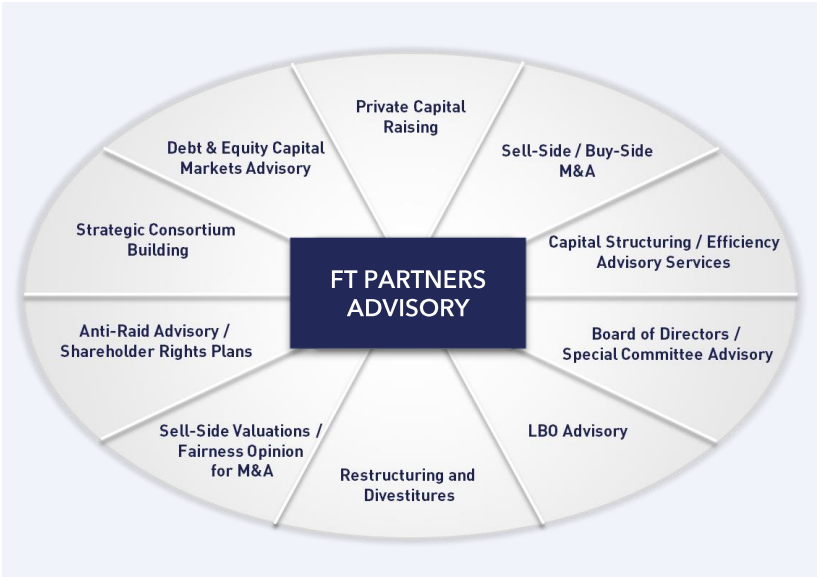 Private Capital
Raising
Sell-Side / Buy-Side
M&A
Capital Structuring / Efficiency
Advisory Services
Board of Directors /
Special Committee Advisory
LBO Advisory
Restructuring and
Divestitures
Sell-Side Valuations /
Fairness Opinion
for M&A
Anti-Raid Advisory /
Shareholder Rights Plans
Strategic Consortium
Building
Debt & Equity Capital
Markets Advisory
FT PARTNERS
ADVISORY